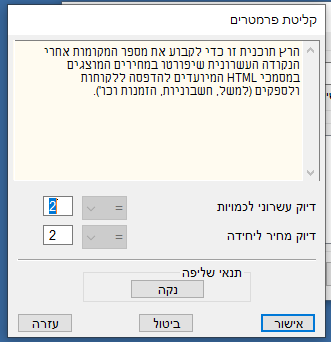 קליטת פרמטרים
הרץ תוכנית זו כדי לקבוע את מספר המקומות אחרי
הנקודה העשרונית שיפורטו במחירים המוצגים
במסמכי HTML המיועדים להדפסה ללקוחות
ולספקים (למשל, חשבוניות, הזמנות וכו').
דיוק עשרוני לכמויות = 2
דיוק מחיר ליחידה = 2
תנאי שליפה
נקה
אישור ביטול עזרה